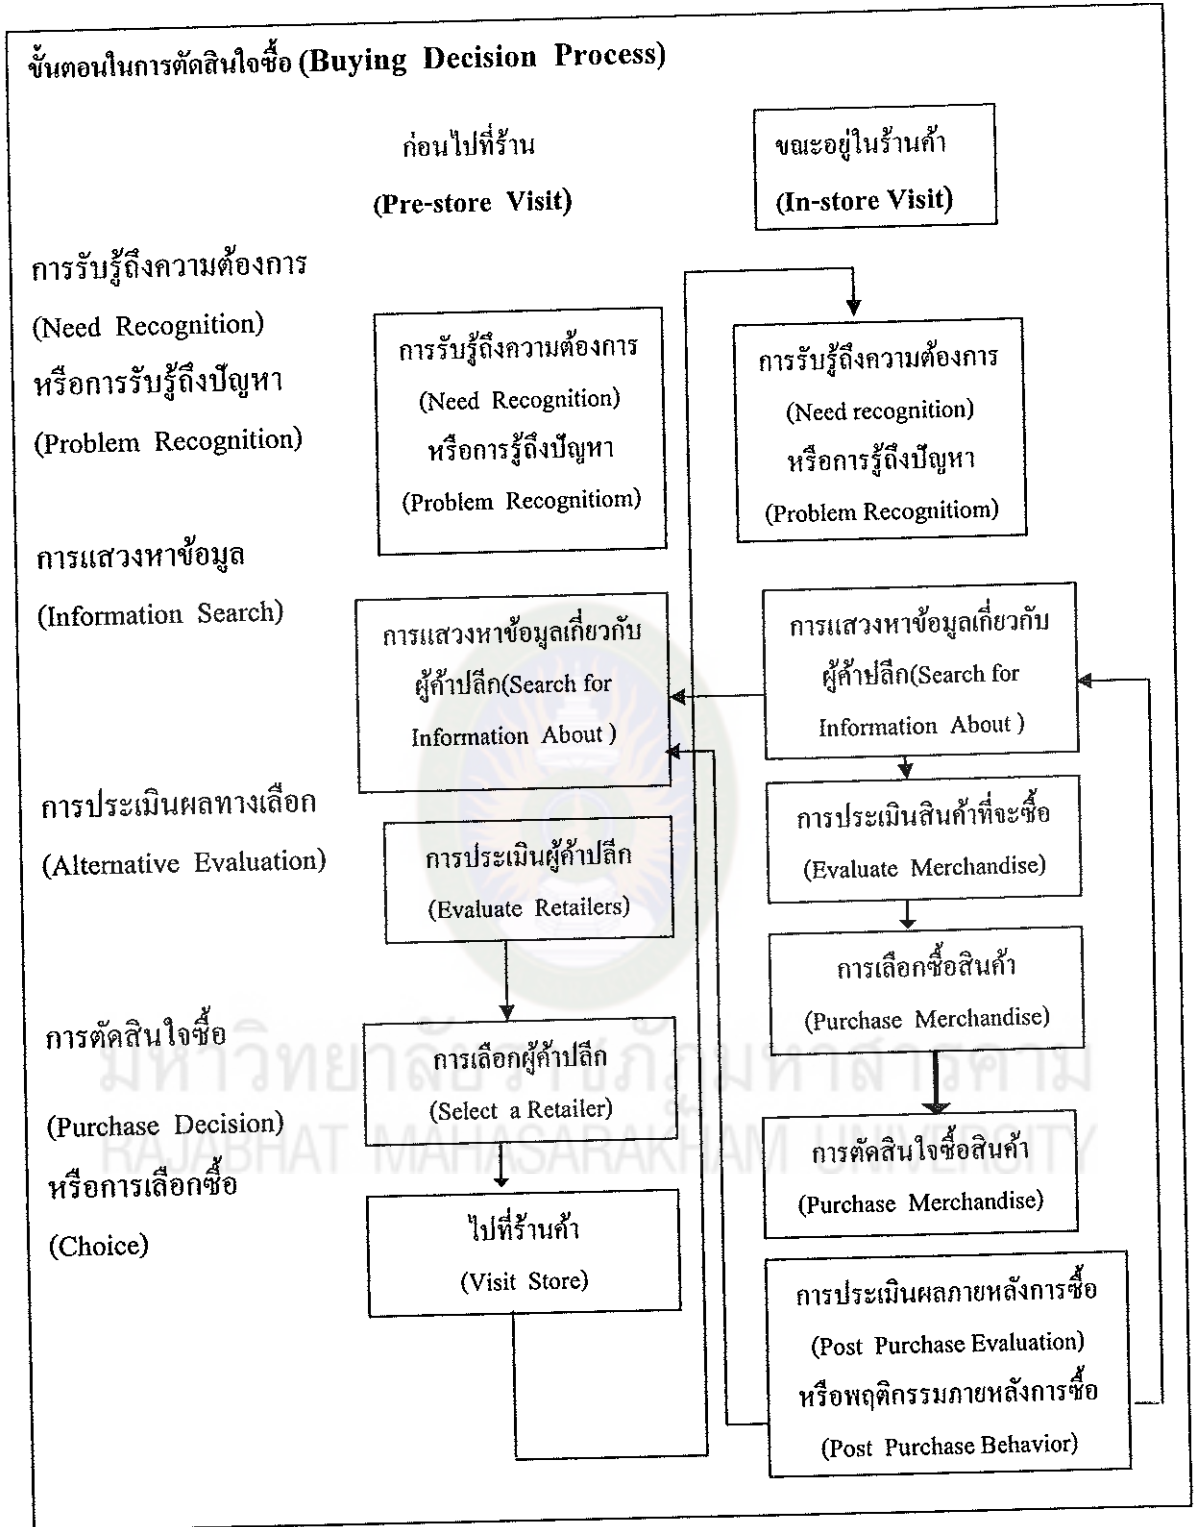 ขั้นตอนในการตัดสินใจซื้อ (Buying Decision Process)
ก่อนไปที่ร้าน
(Pre-store Visit)
ขณะอยู่ในร้านค้า
(In-store Visit)
การรับรู้ถึงความต้องการ
(Need Recognition)
หรือการรับรู้ถึงปัญหา
(Problem Recognition)
การรับรู้ถึงความต้องการ
(Need Recognition)
หรือการรู้ถึงปัญหา
(Problem Recognitiom)
การรับรู้ถึงความต้องการ
(Need recognition)
หรือการรู้ถึงปัญหา
(Problem Recognitiom)
การแสวงหาข้อมูล
(Information Search)
การแสวงหาข้อมูลเกี่ยวกับ
ผู้ค้าปลีก(Search for
Information About )
การแสวงหาข้อมูลเกี่ยวกับ
ผู้ค้าปลีก(Search for
Information About )
การประเมินผลทางเลือก
(Alternative Evaluation)
การประเมินผู้ค้าปลีก
(Evaluate Retailers)
การประเมินสินค้าที่จะซื้อ
(Evaluate Merchandise)
การเลือกซื้อสินค้า
(Purchase Merchandise)
การตัดสินใจซื้อ
(Purchase Decision)
หรือการเลือกซื้อ
(Choice)
การเลือกผู้ค้าปลีก
(Select a Retailer)
ไปที่ร้านค้า
(Visit Store)
การตัดสินใจซื้อสินค้า
(Purchase Merchandise)
การประเมินผลภายหลังการซื้อ
(Post Purchase Evaluation)
หรือพฤติกรรมภายหลังการซื้อ
(Post Purchase Behavior)
มหาวิทยาลัยราชภัฏมหาสารคาม
RAJABHAT MAHASARAKHAM UNIVERSITY